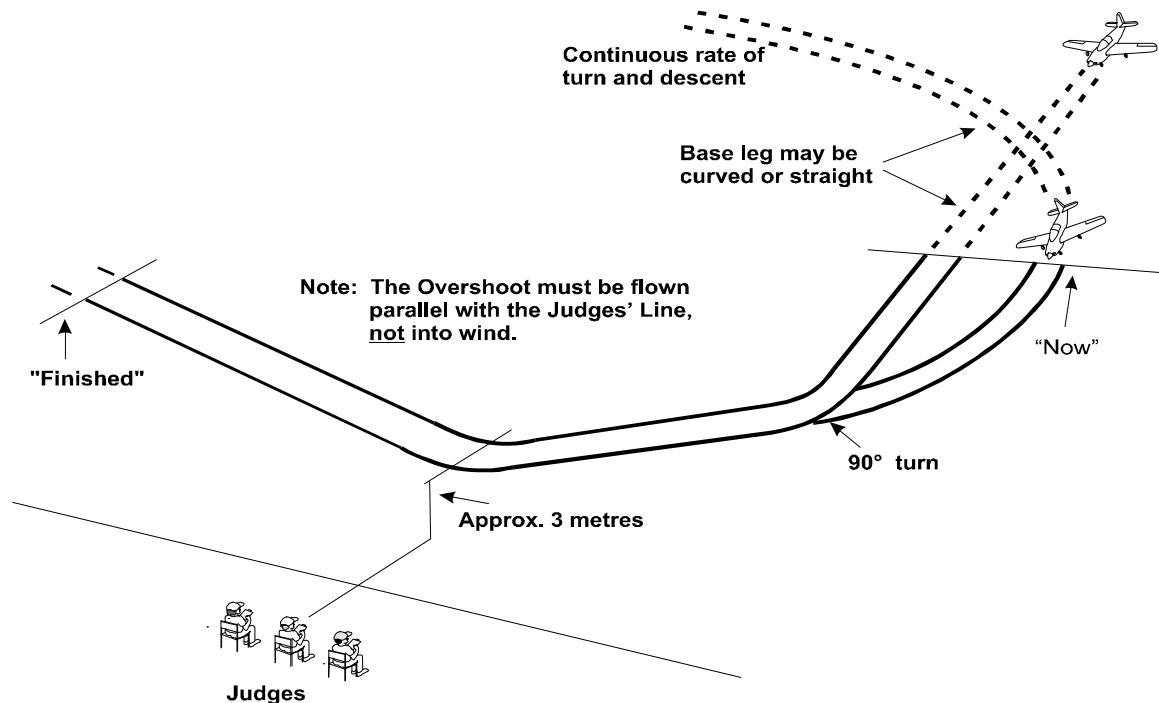 Continuous rate of
turn and descent
Base leg may be
curved or straight
Note: The Overshoot must be flown
parallel with the Judges’ Line,
not into wind.
"Finished"
“Now”
90° turn
Approx. 3 metres
Judges